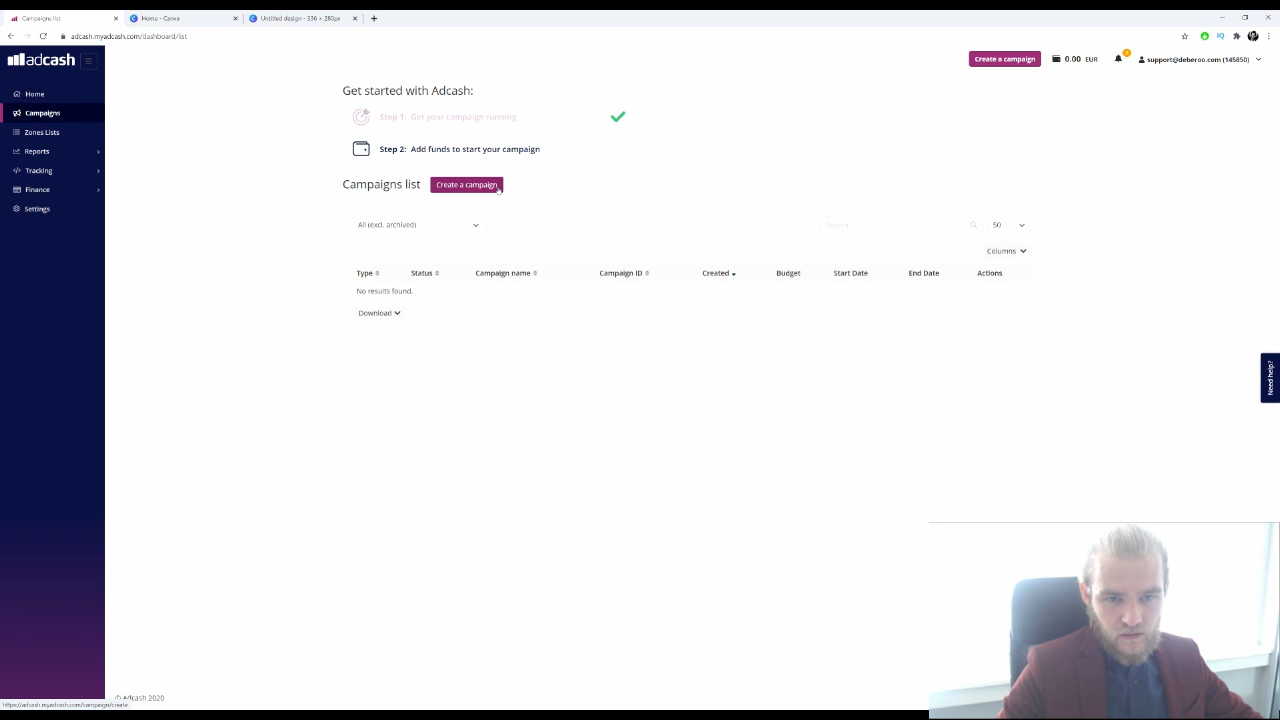 Campaigns list
Home - Canva
Untitled design - 336 × 280px
adcash.myadcash.com/dashboard/list
adcash
Create a campaign
0.00 EUR
support@deberoo.com (145850)
Home
Campaigns
Zones Lists
Reports
Tracking
Finance
Settings
Get started with Adcash:
Step 1: Get your campaign running
Step 2: Add funds to start your campaign
Campaigns list
Create a campaign
All (excl. archived)
Search
50
Columns
Type Status Campaign name Campaign ID Created Budget Start Date End Date Actions
No results found.
Download
Need help?
© Adcash 2020
https://adcash.myadcash.com/campaign/create